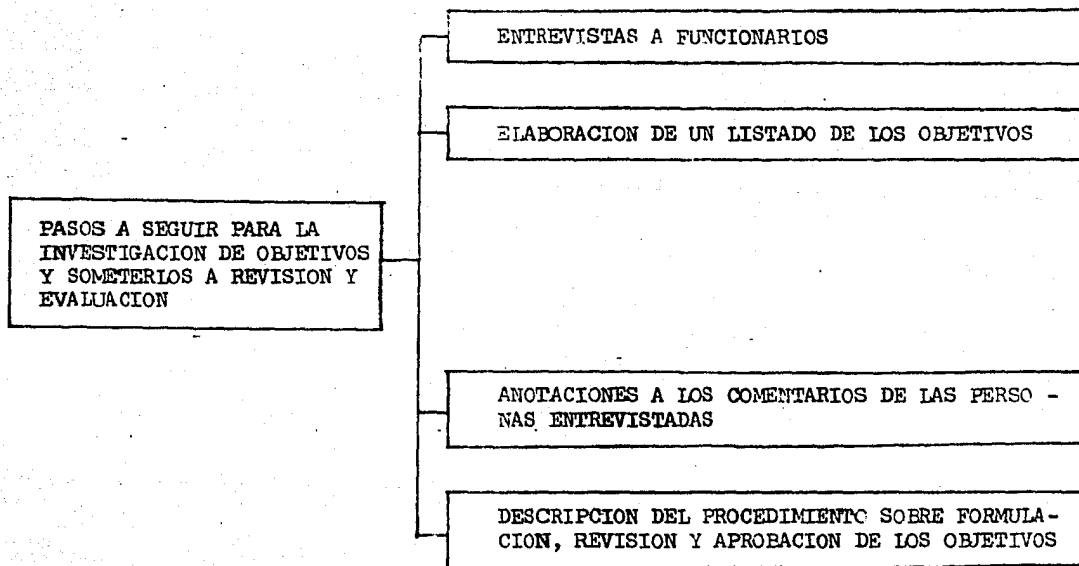 ENTREVISTAS A FUNCIONARIOS
ELABORACION DE UN LISTADO DE LOS OBJETIVOS
PASOS A SEGUIR PARA LA
INVESTIGACION DE OBJETIVOS
Y SOMETERLOS A REVISION Y
EVALUACION
ANOTACIONES A LOS COMENTARIOS DE LAS PERSO -
NAS ENTREVISTADAS
DESCRIPCION DEL PROCEDIMIENTO SOBRE FORMULA-
CION, REVISION Y APROBACION DE LOS OBJETIVOS